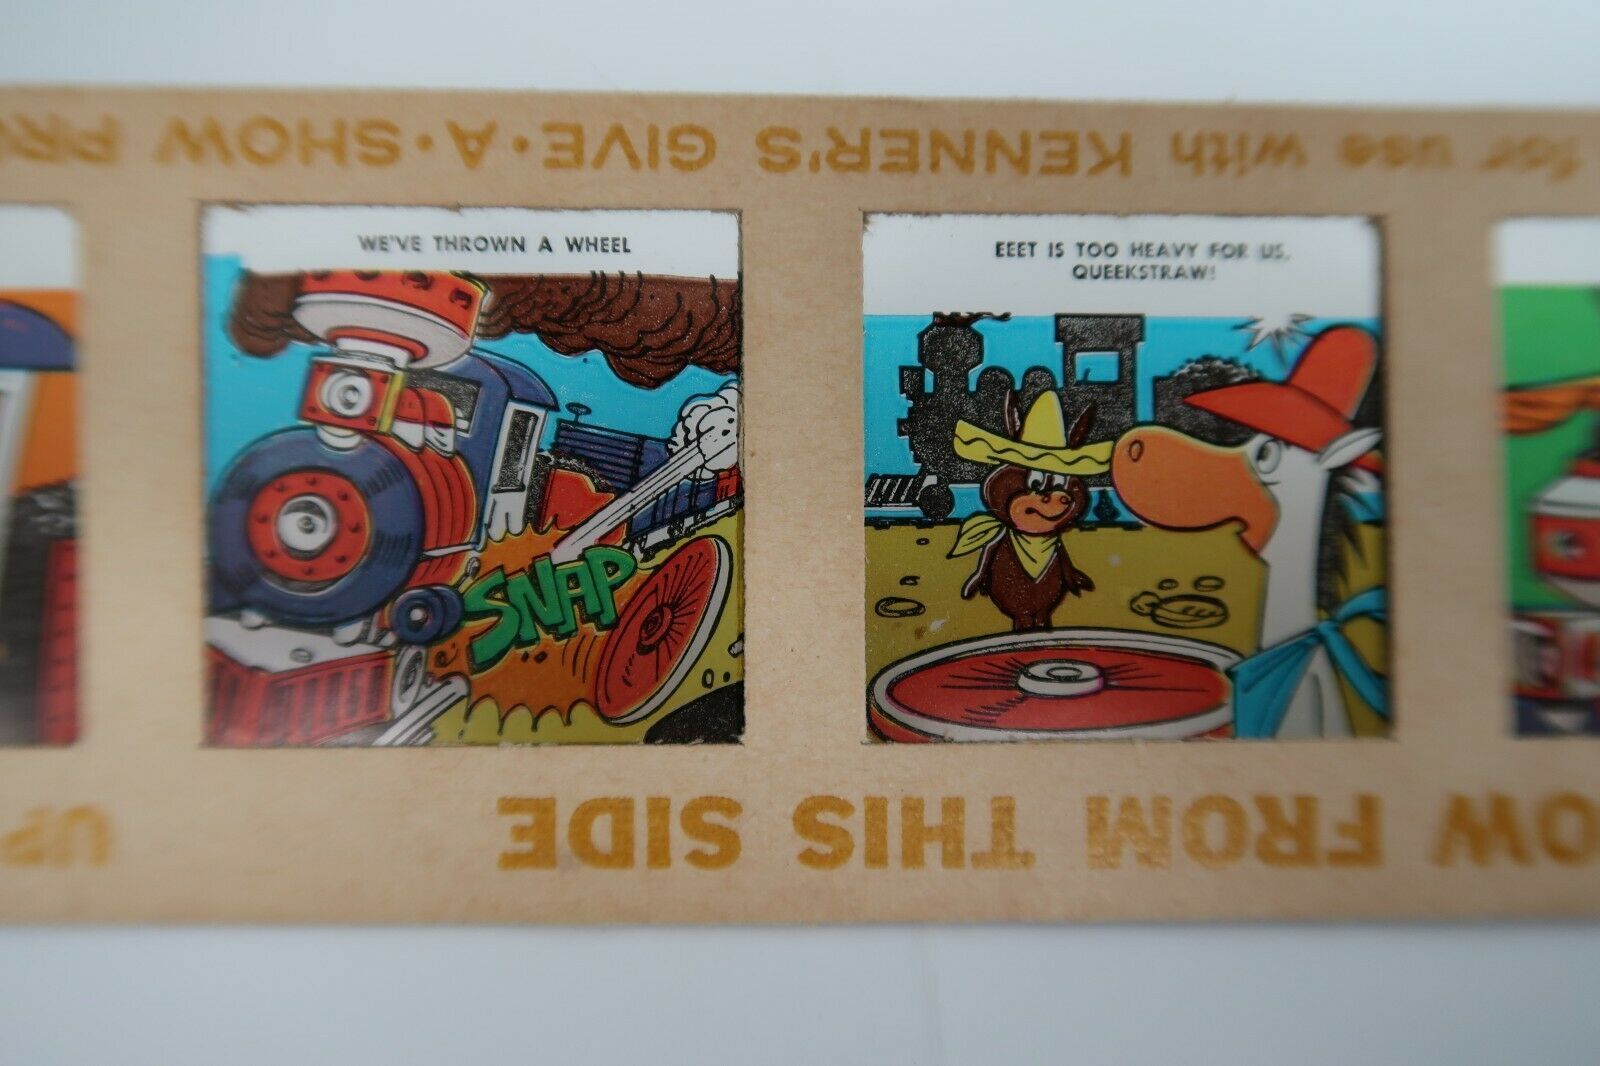 for use with KENNER'S GIVE•A•SHOW PR
WE'VE THROWN A WHEEL
SNAP
EEET IS TOO HEAVY FOR US,
QUEEKSTRAW!
OW FROM THIS SIDE
UP